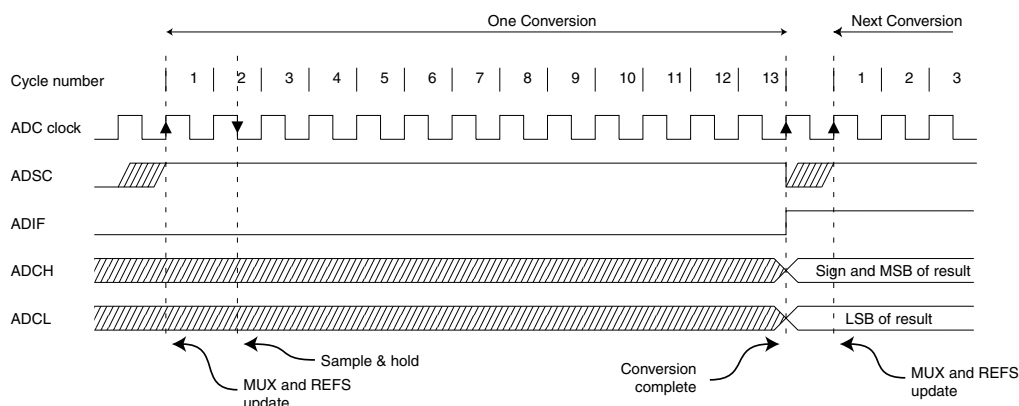 One Conversion Next Conversion
Cycle number 1 2 3 4 5 6 7 8 9 10 11 12 13 1 2 3
ADC clock
ADSC
ADIF
ADCH Sign and MSB of result
ADCL LSB of result
Sample & hold
MUX and REFS
update
Conversion
complete
MUX and REFS
update